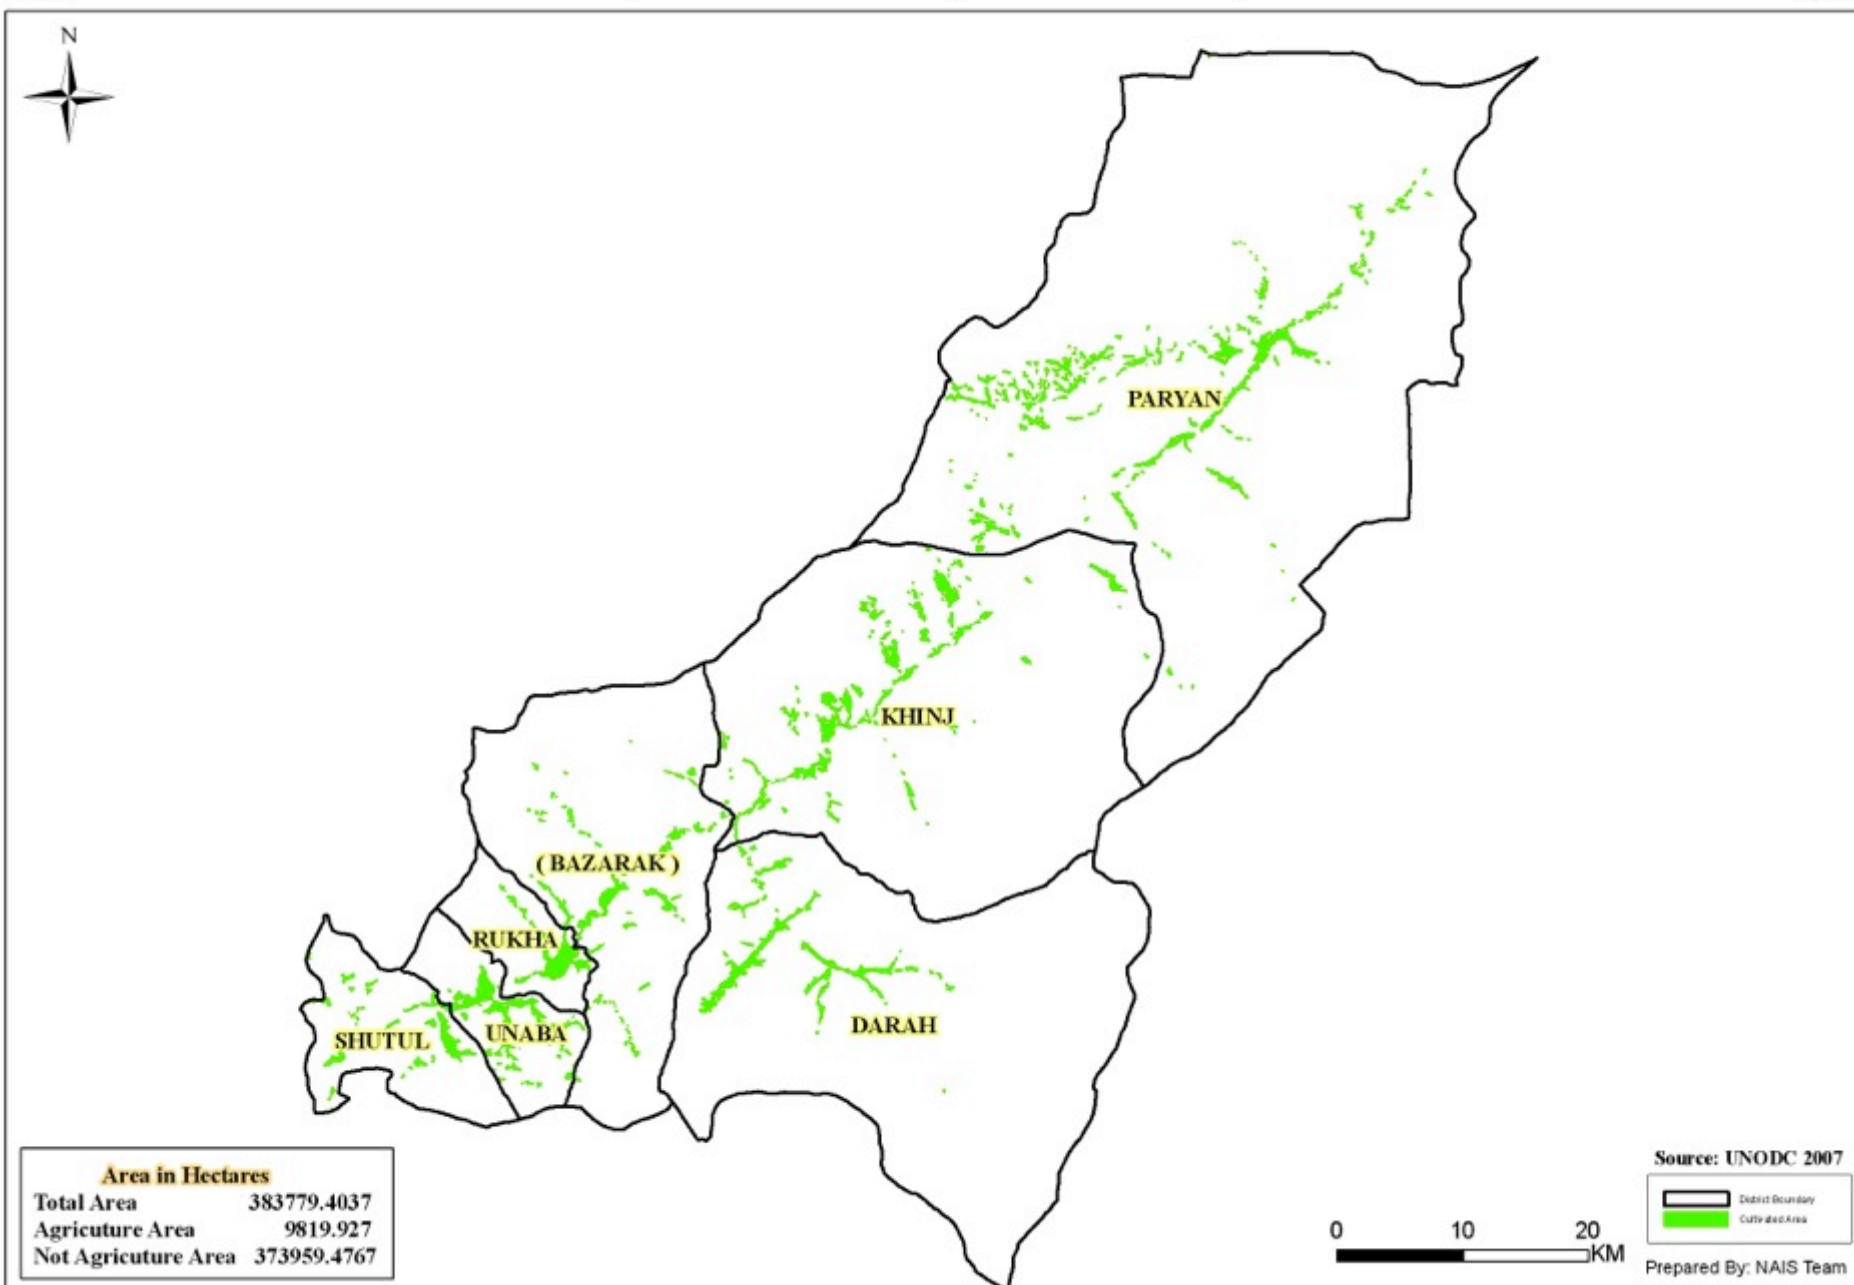 N
PARYAN
KHINJ
( BAZARAK )
RUKHA
DARAH
UNABA
SHUTUL
Area in Hectares
Total Area 383779.4037
Agricuture Area 9819.927
Not Agricuture Area 373959.4767
Source: UNODC 2007
District Boundary
Cultivated Area
0 10 20
KM
Prepared By: NAIS Team